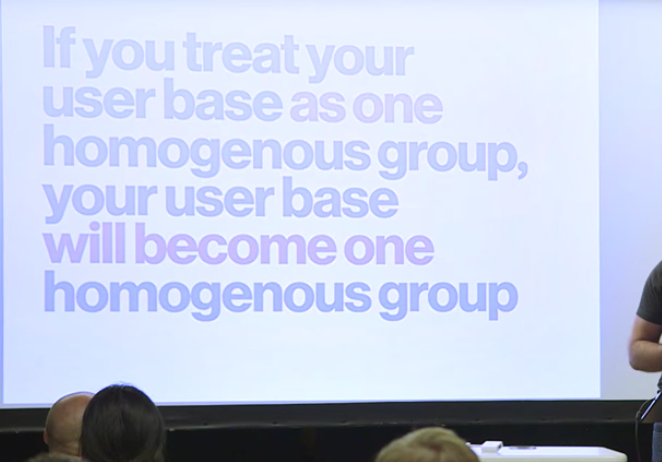 If you treat your
user base as one
homogenous group,
your user base
will become one
homogenous group